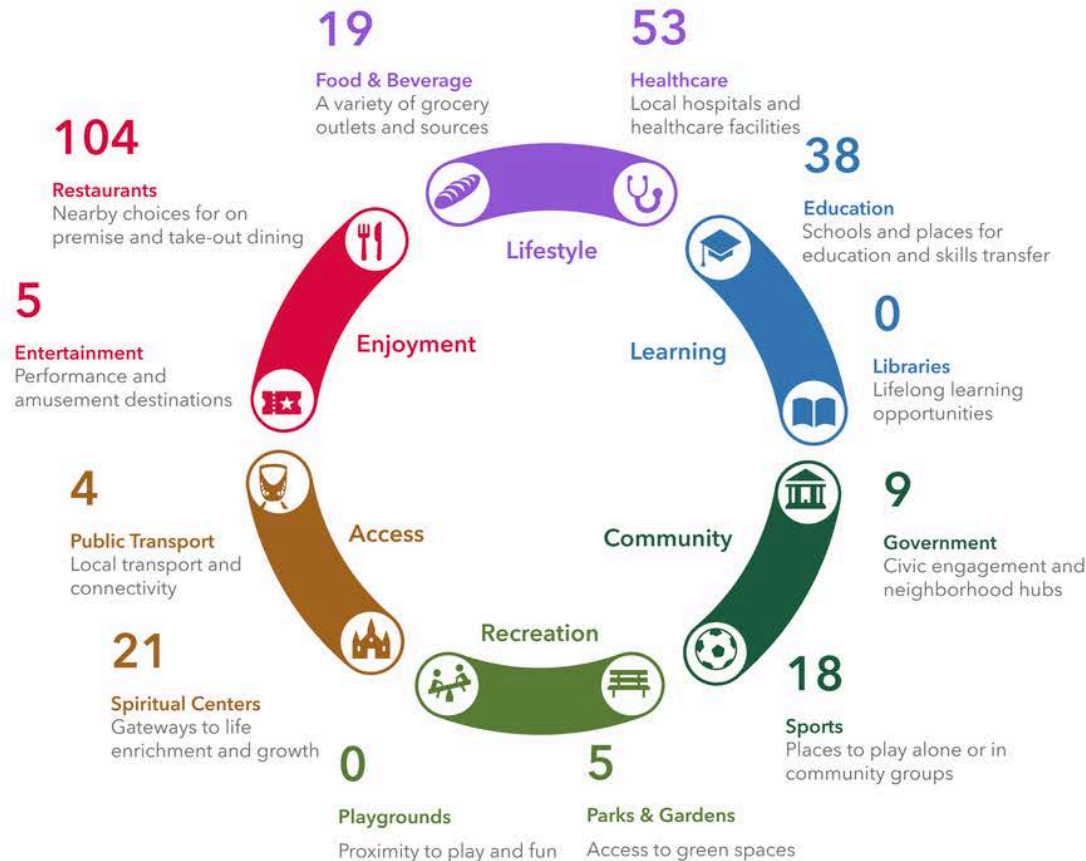 19
Food & Beverage
A variety of grocery
outlets and sources
53
Healthcare
Local hospitals and
healthcare facilities
104
Restaurants
Nearby choices for on
premise and take-out dining
38
Education
Schools and places for
education and skills transfer
Lifestyle
5
Entertainment
Performance and
amusement destinations
Enjoyment
Learning
0
Libraries
Lifelong learning
opportunities
4
Public Transport
Local transport and
connectivity
Access
Community
9
Government
Civic engagement and
neighborhood hubs
21
Spiritual Centers
Gateways to life
enrichment and growth
Recreation
18
Sports
Places to play alone or in
community groups
0
Playgrounds
Proximity to play and fun
5
Parks & Gardens
Access to green spaces